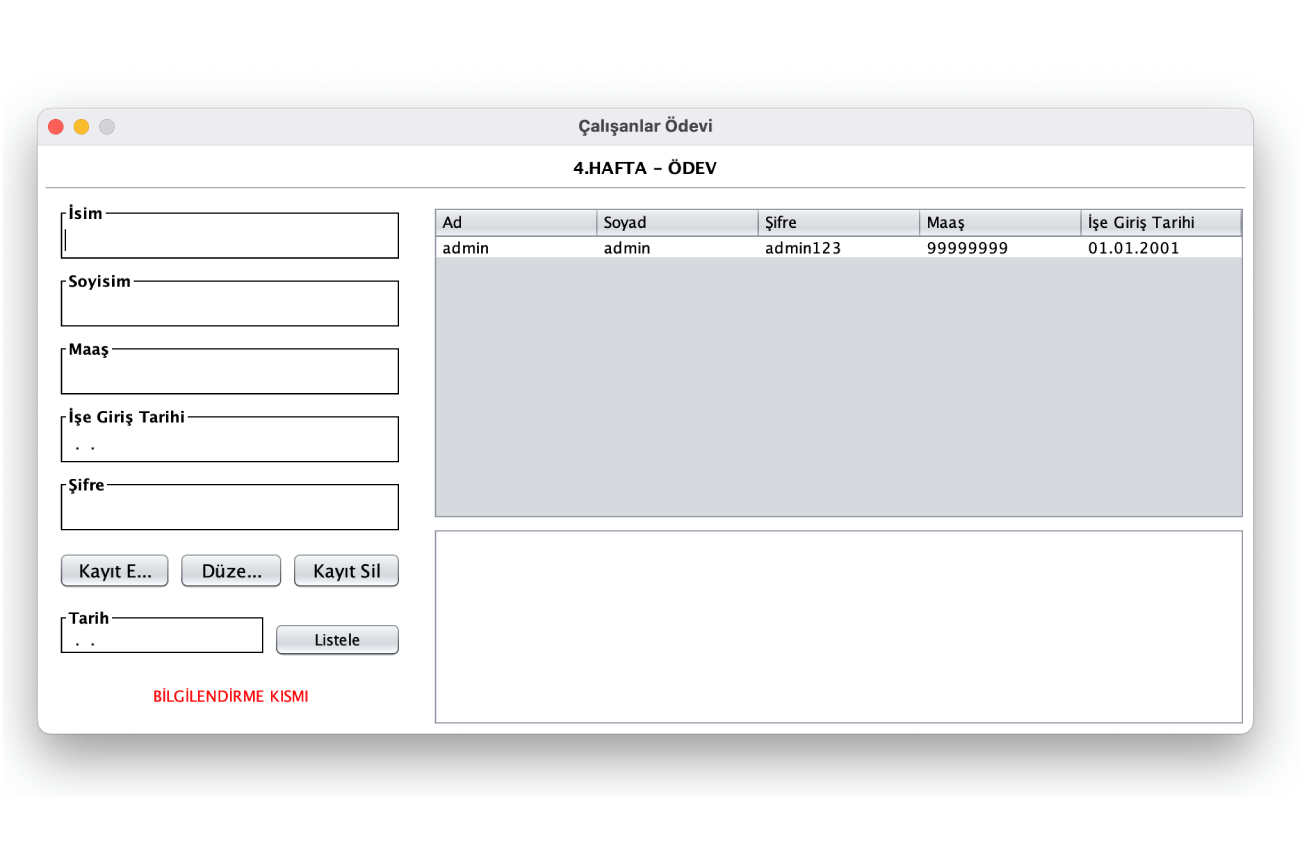 Çalışanlar Ödevi
4.HAFTA – ÖDEV
İsim
Soyisim
Maaş
İşe Giriş Tarihi
. .
Şifre
Kayıt E... Düze... Kayıt Sil
Tarih
. .
Listele
BİLGİLENDİRME KISMI
Ad Soyad Şifre Maaş İşe Giriş Tarihi
admin admin admin123 99999999 01.01.2001